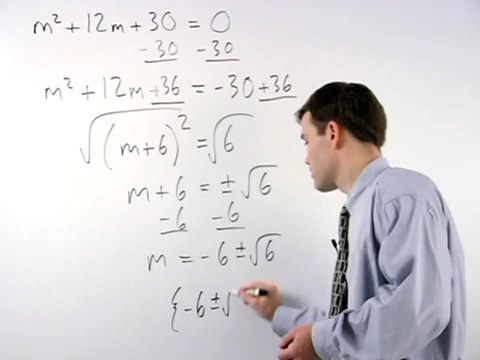 m² + 12m + 30 = 0
-30 -30
m² + 12m + 36 = -30 + 36
√(m+6)² = √6
m + 6 = ±√6
-6 -6
m = -6 ± √6
{-6 ± √